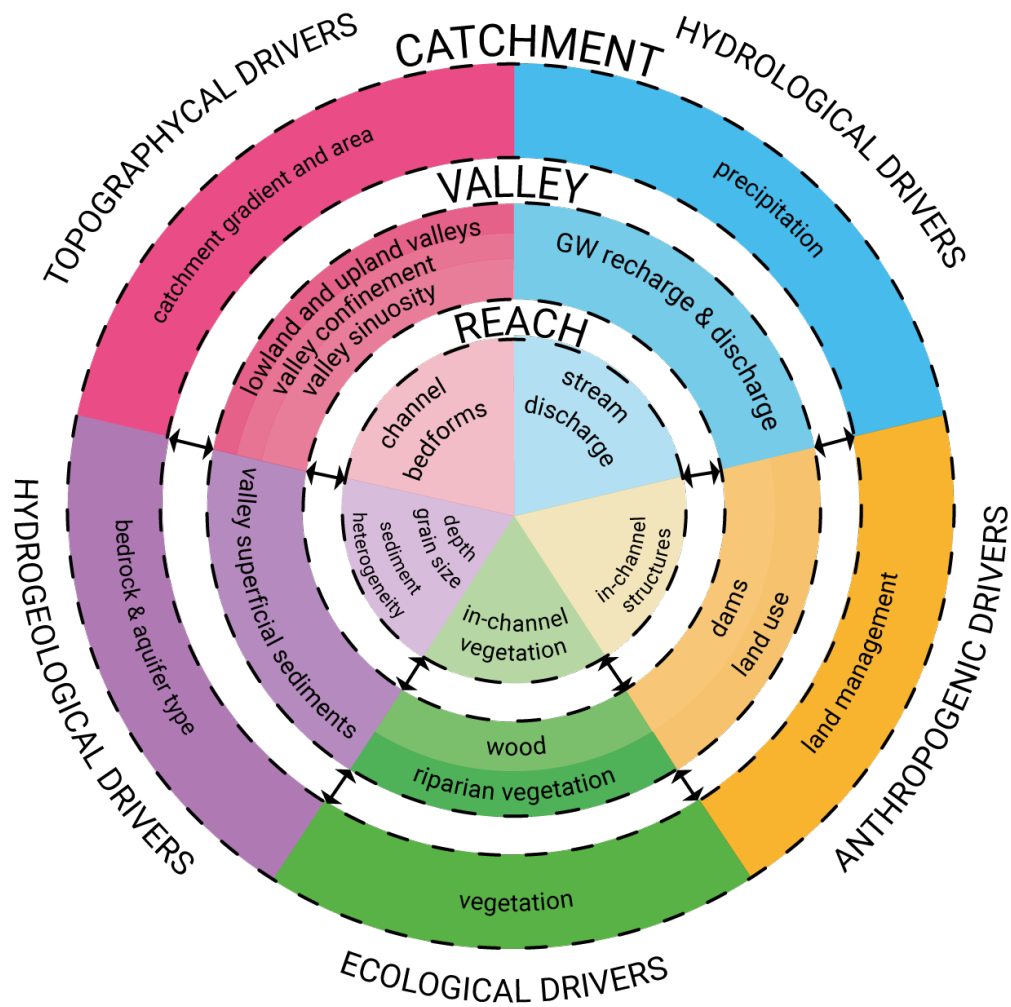 TOPOGRAPHYCAL DRIVERS
CATCHMENT
HYDROLOGICAL DRIVERS
catchment gradient and area
precipitation
VALLEY
lowland and upland valleys
valley confinement
valley sinuosity
GW recharge & discharge
REACH
channel
bedforms
stream
discharge
HYDROGEOLOGICAL DRIVERS
bedrock & aquifer type
valley superficial sediments
depth
grain size
sediment
heterogeneity
in-channel
structures
in-channel
vegetation
dams
land use
land management
ANTHROPOGENIC DRIVERS
wood
riparian vegetation
vegetation
ECOLOGICAL DRIVERS